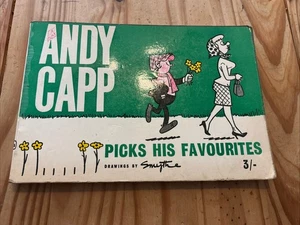 ANDY
CAPP
PICKS HIS FAVOURITES
DRAWINGS BY Smythe 3/-